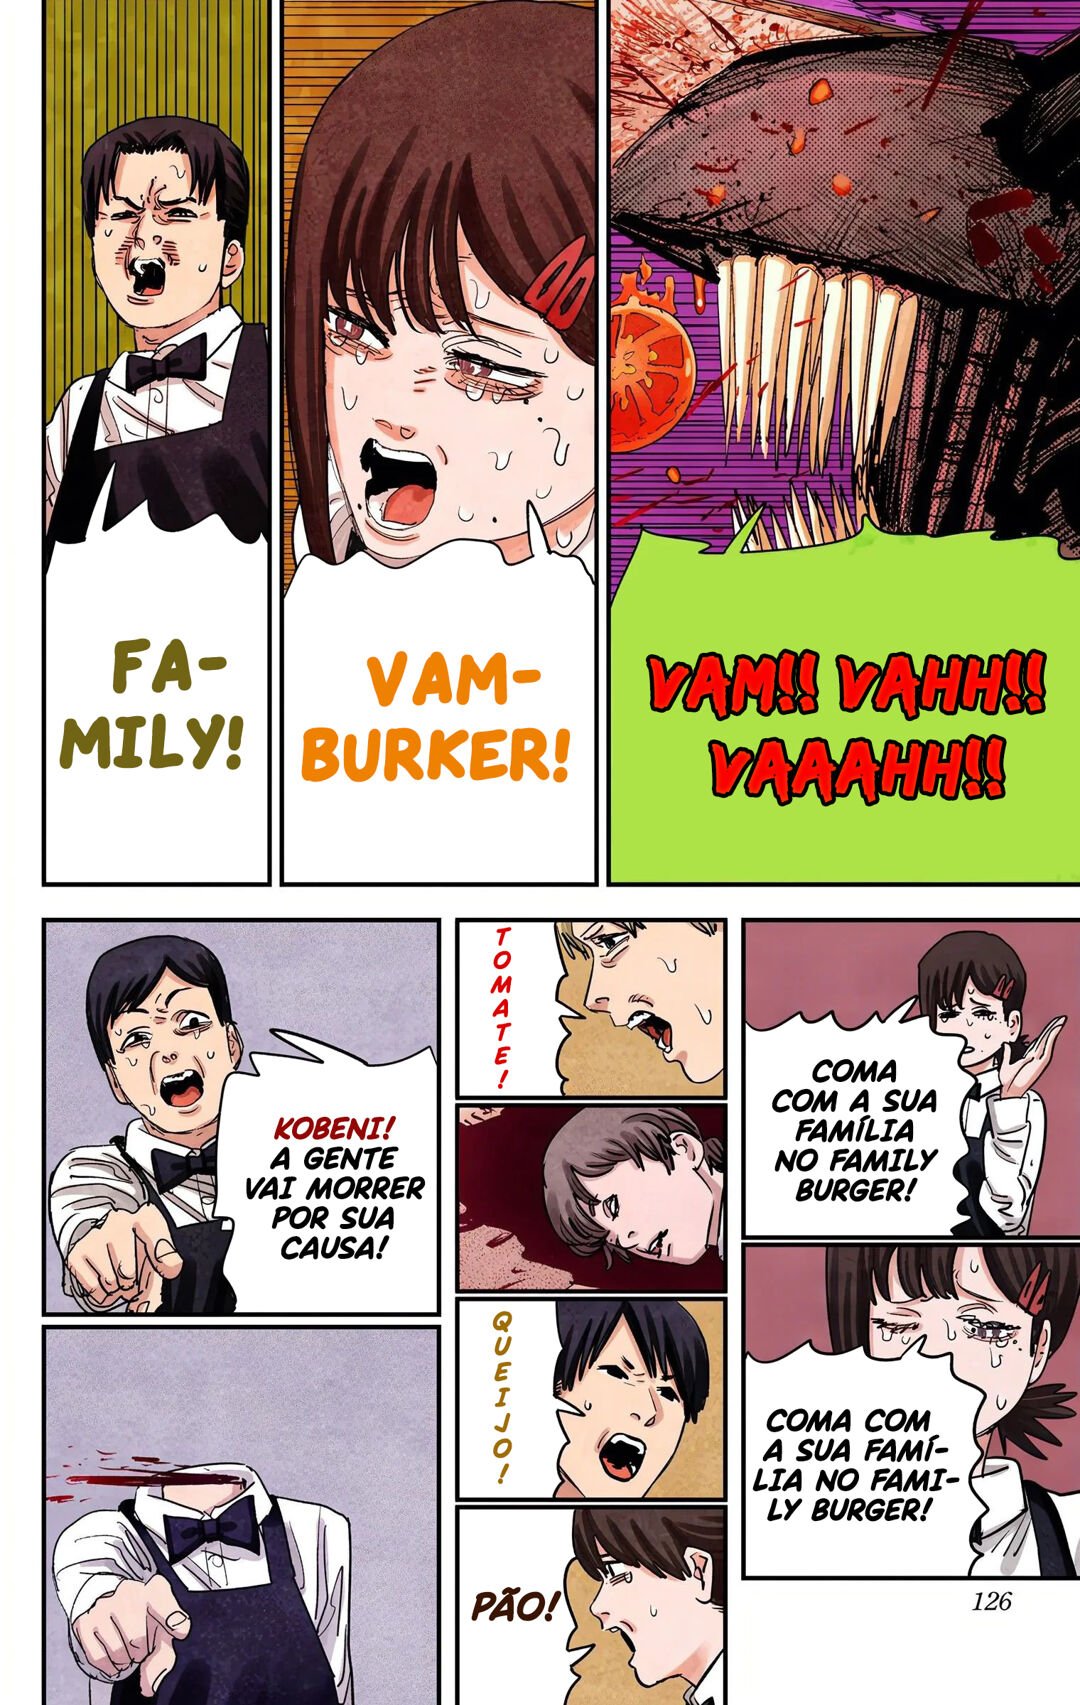 VAM!! VAHH!!
VAAAHH!!
VAM-
BURKER!
FA-
MILY!
COMA
COM A SUA
FAMÍLIA
NO FAMILY
BURGER!
COMA COM
A SUA FAMÍ-
LIA NO FAMI-
LY BURGER!
TOMATE!
QUEIJO!
PÃO!
KOBENI!
A GENTE
VAI MORRER
POR SUA
CAUSA!
126